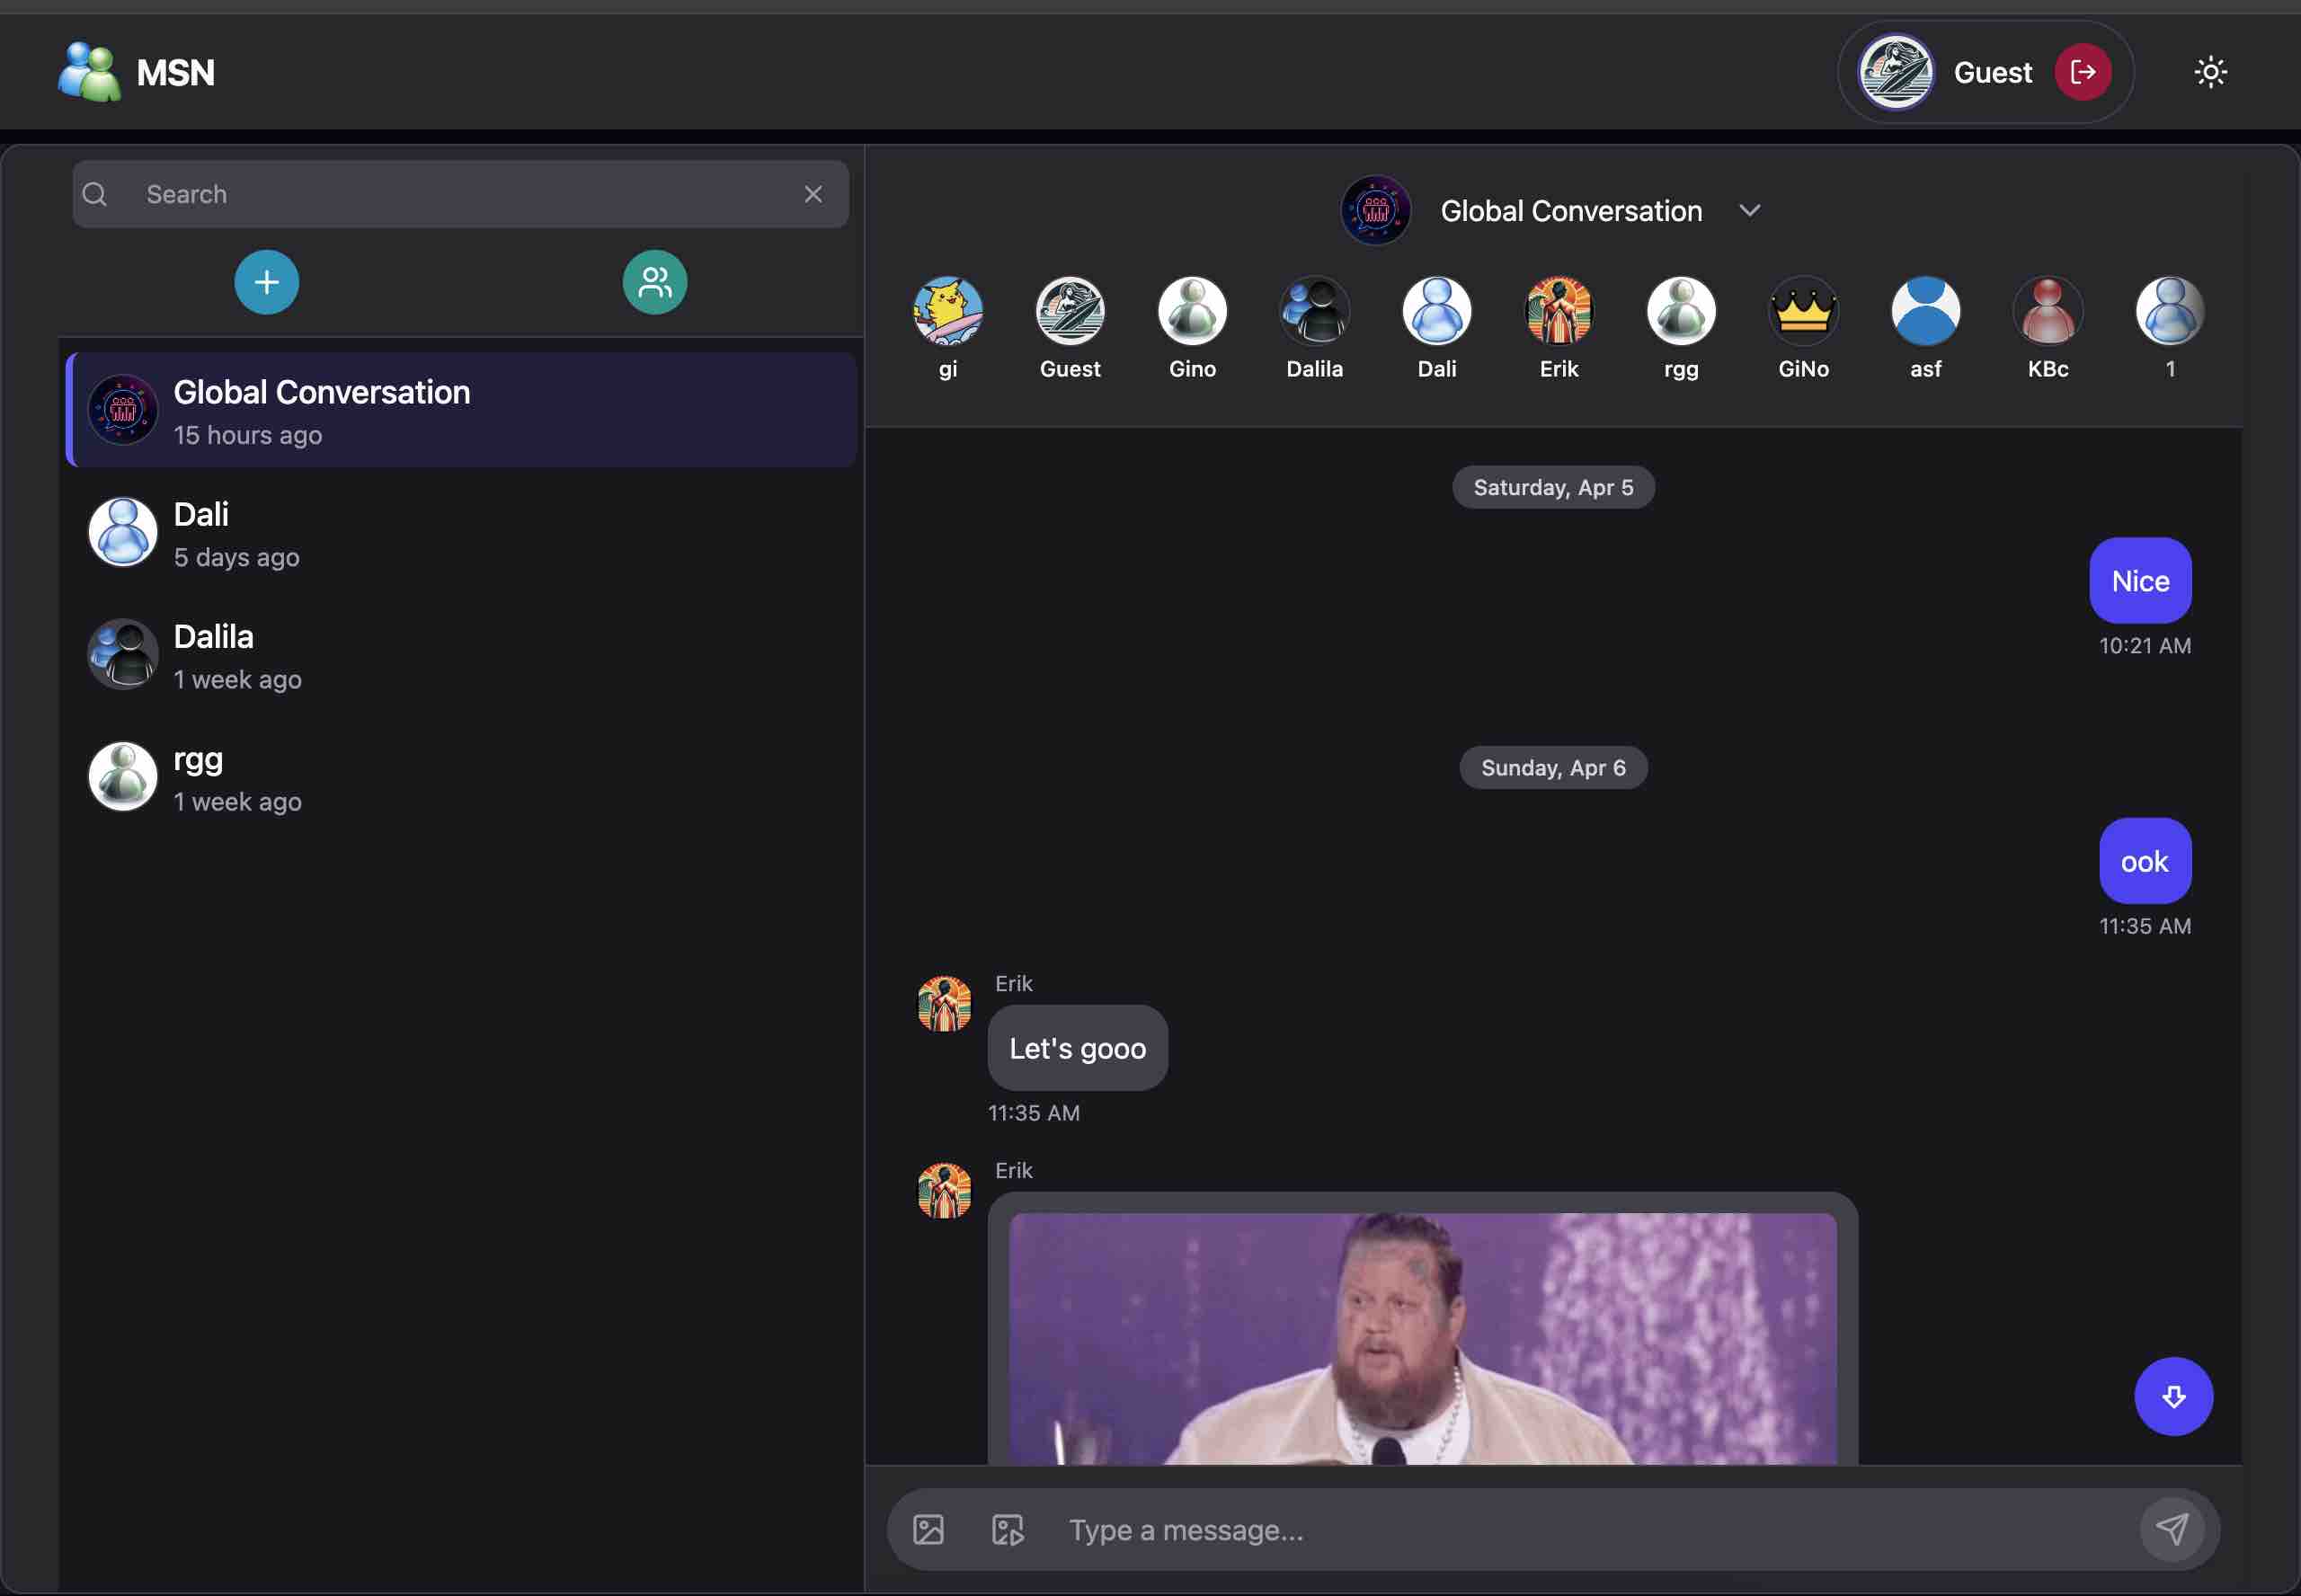 MSN
Guest
Search
Global Conversation
15 hours ago
Dali
5 days ago
Dalila
1 week ago
rgg
1 week ago
Global Conversation
gi
Guest
Gino
Dalila
Dali
Erik
rgg
GiNo
asf
KBc
1
Saturday, Apr 5
Nice
10:21 AM
Sunday, Apr 6
ook
11:35 AM
Erik
Let's gooo
11:35 AM
Erik
Type a message...